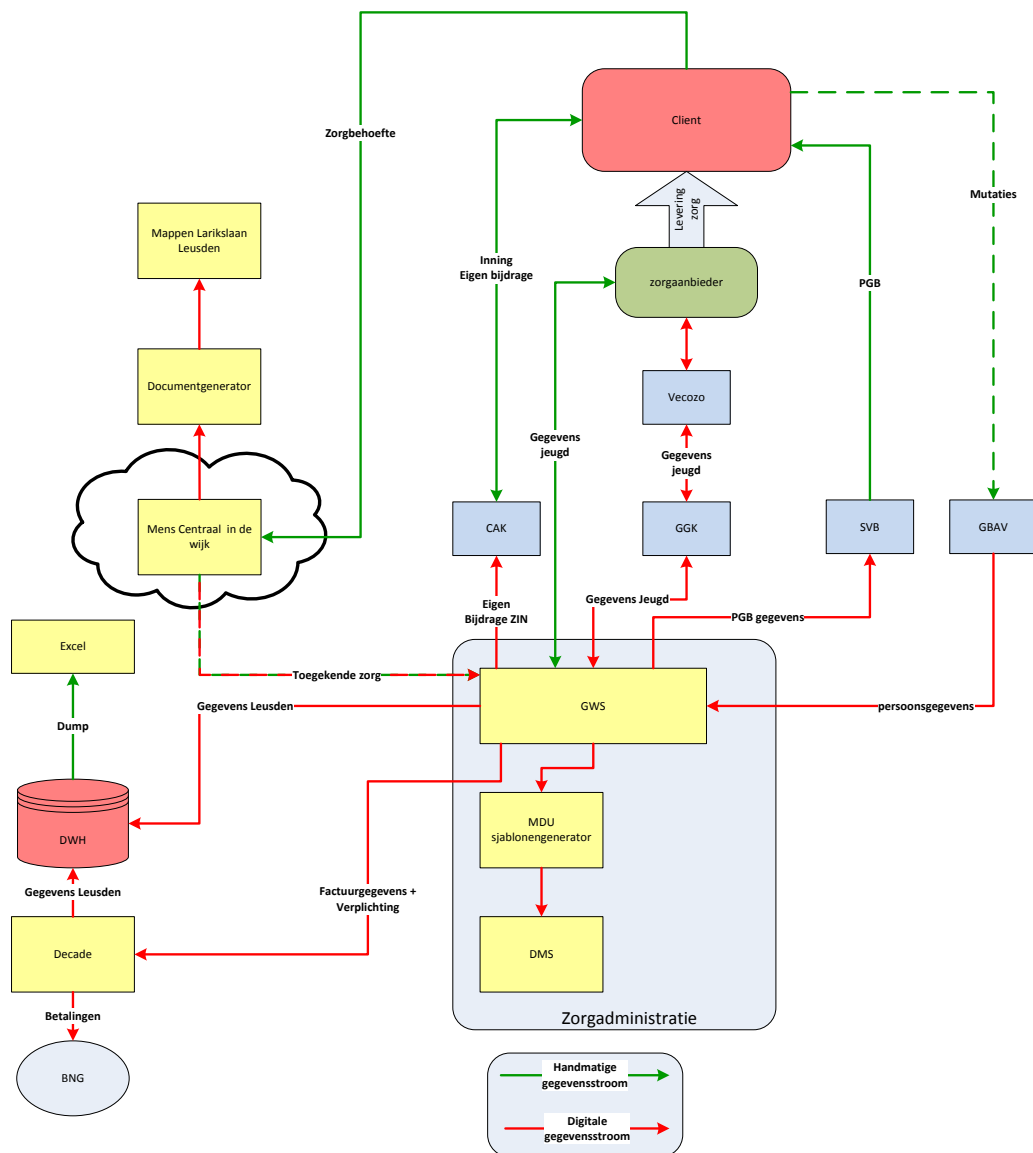 Client
Zorgbehoefte
Mutaties
Levering
zorg
Mappen Larikslaan
Leusden
Inning
Eigen bijdrage
zorgaanbieder
PGB
Documentgenerator
Vecozo
Gegevens
jeugd
Gegevens
jeugd
Mens Centraal in de
wijk
CAK
GGK
SVB
GBAV
Eigen
Bijdrage ZIN
Gegevens Jeugd
PGB gegevens
Excel
Toegekende zorg
Gegevens Leusden
GWS
persoonsgegevens
Dump
DWH
MDU
sjablonengenerator
Gegevens Leusden
Factuurgegevens +
Verplichting
Decade
DMS
Betalingen
Zorgadministratie
BNG
Handmatige
gegevensstroom
Digitale
gegevensstroom